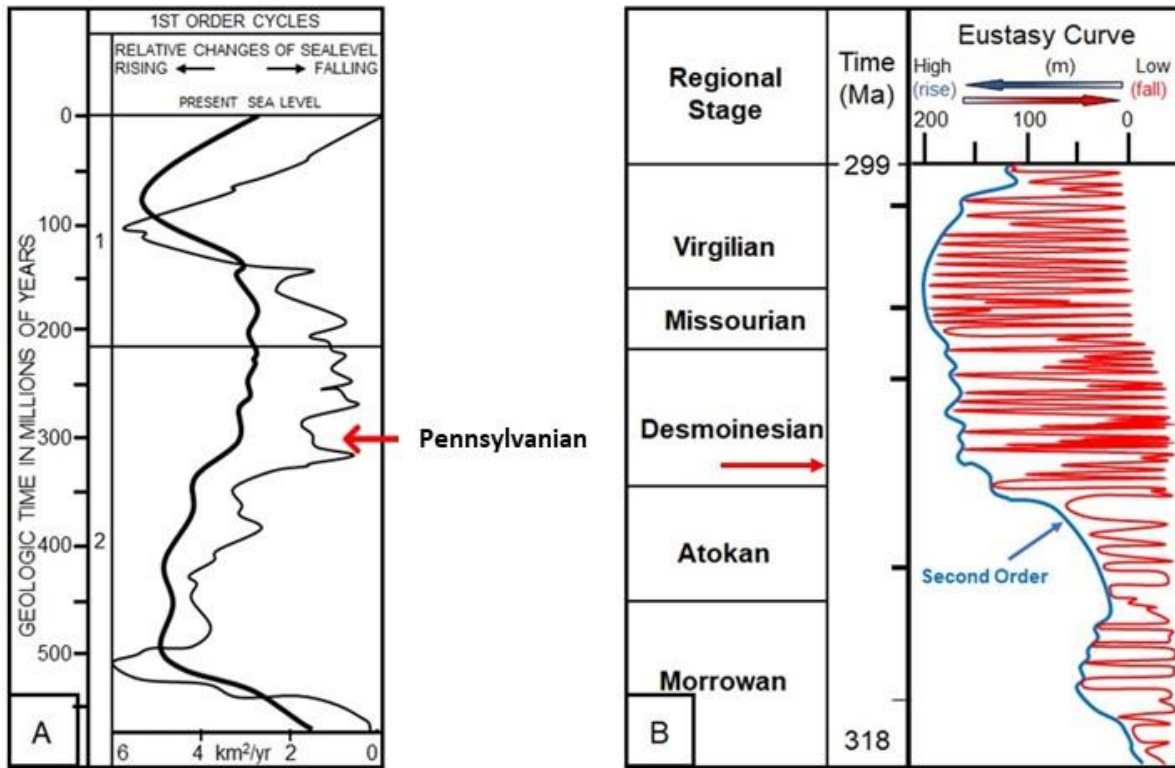 1ST ORDER CYCLES
RELATIVE CHANGES OF SEALEVEL
RISING FALLING
PRESENT SEA LEVEL
GEOLOGIC TIME IN MILLIONS OF YEARS
0
100
200
300
400
500
1
2
Pennsylvanian
6 4 km²/yr 2 0
A
Regional
Stage
Time
(Ma)
Eustasy Curve
High (m) Low
(rise) (fall)
200 100 0
299
Virgilian
Missourian
Desmoinesian
Atokan
Second Order
Morrowan
318
B